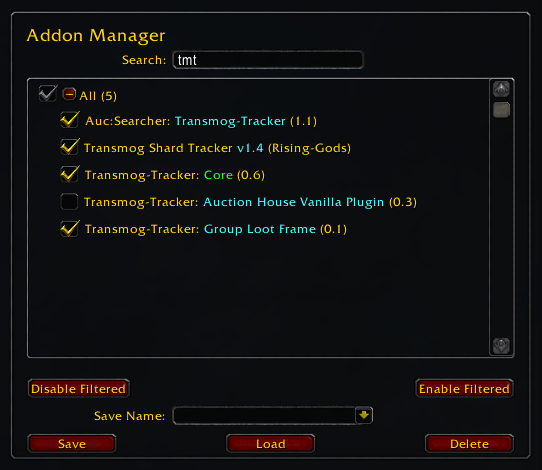 Addon Manager
Search: tmt
All (5)
Auc:Searcher: Transmog-Tracker (1.1)
Transmog Shard Tracker v1.4 (Rising-Gods)
Transmog-Tracker: Core (0.6)
Transmog-Tracker: Auction House Vanilla Plugin (0.3)
Transmog-Tracker: Group Loot Frame (0.1)
Disable Filtered Enable Filtered
Save Name:
Save Load Delete